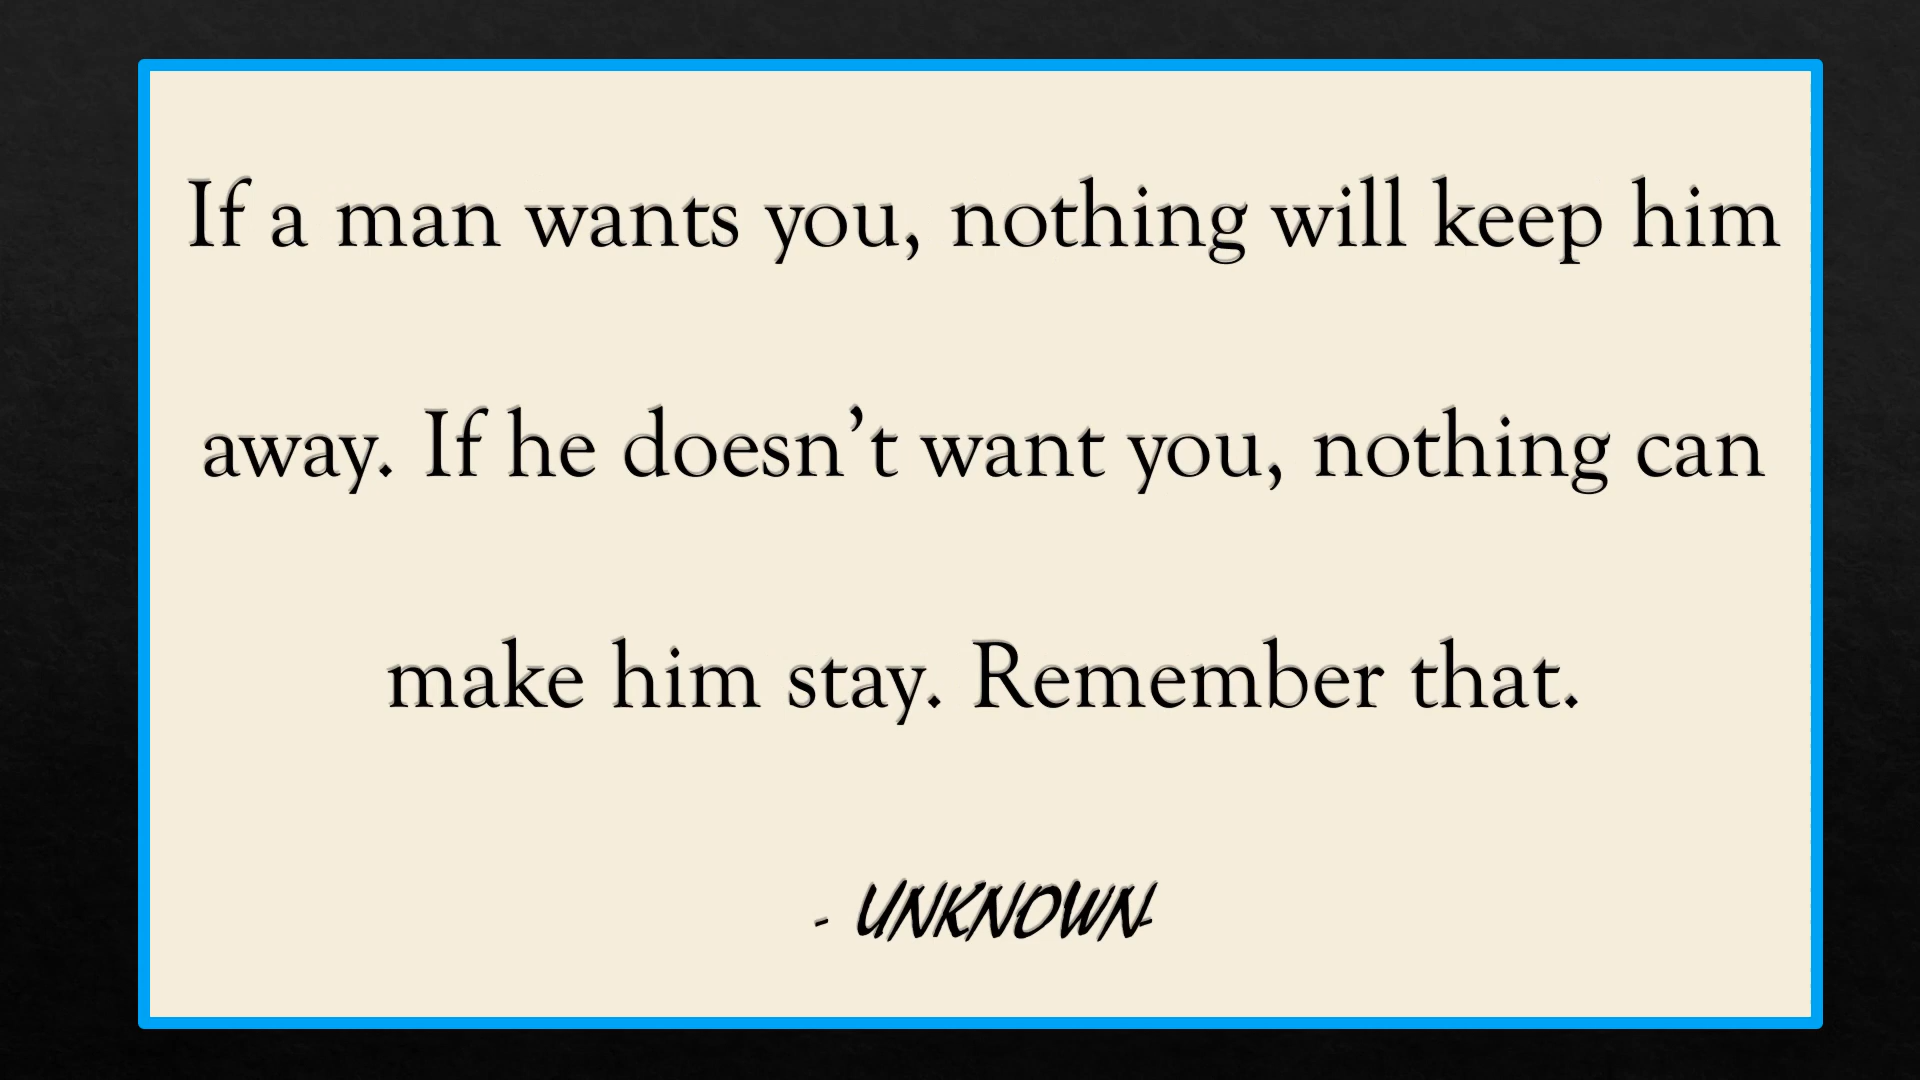 If a man wants you, nothing will keep him
away. If he doesn’t want you, nothing can
make him stay. Remember that.
- UNKNOWN-